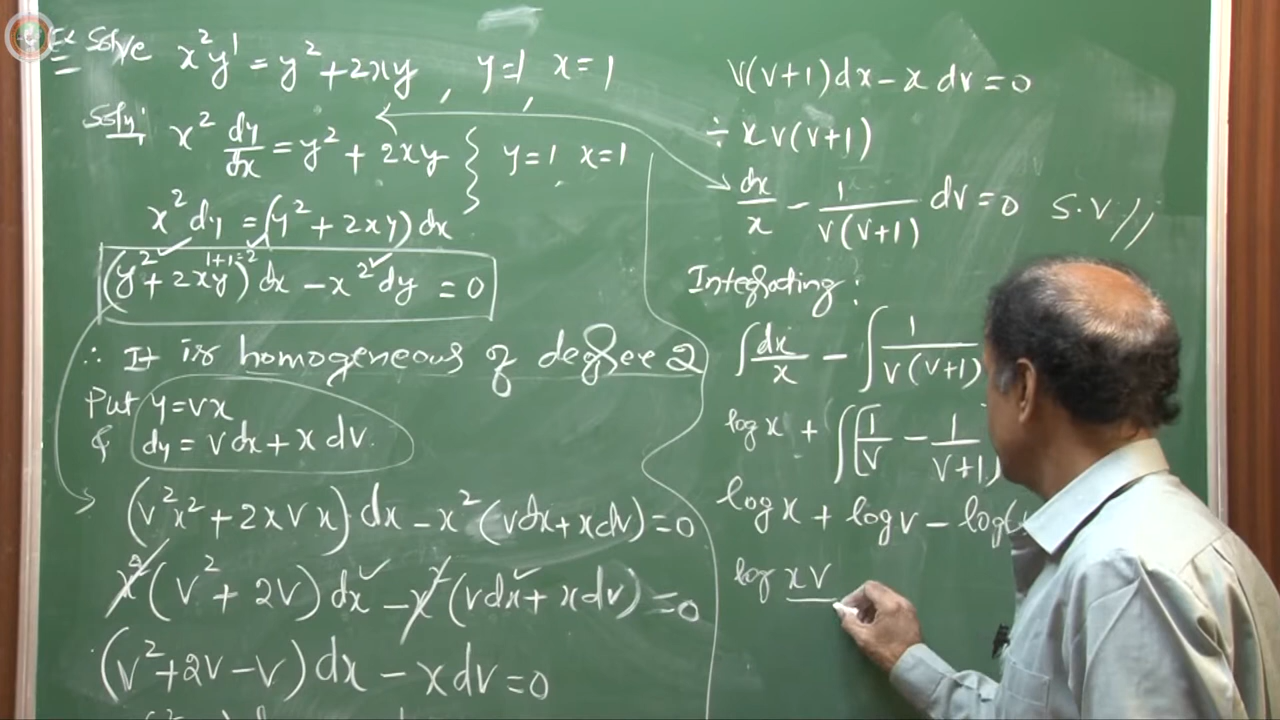 Ex Solve x²y' = y² + 2xy, y=1, x=1
Soln: x² dy/dx = y² + 2xy } y=1, x=1
x² dy = (y² + 2xy) dx
1+1=2
(y² + 2xy) dx − x² dy = 0
∴ It is homogeneous of degree 2
Put y = vx
& dy = v dx + x dv.
(v²x² + 2x v x) dx − x² (v dx + x dv) = 0
x² (v² + 2v) dx − x² (v dx + x dv) = 0
(v² + 2v − v) dx − x dv = 0
v(v+1) dx − x dv = 0
÷ x v(v+1)
dx/x − 1/v(v+1) dv = 0 S.V //
Integrating:
∫ dx/x − ∫ 1/v(v+1)
log x + ∫[1/v − 1/v+1
log x + log v − log(
log xv